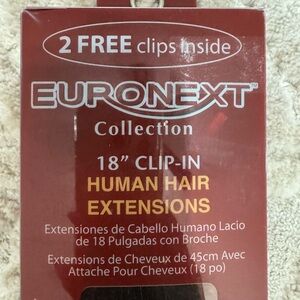 2 FREE clips Inside
EURONEXT™
Collection
18" CLIP-IN
HUMAN HAIR
EXTENSIONS
Extensiones de Cabello Humano Lacio
de 18 Pulgadas con Broche
Extensions de Cheveux de 45cm Avec
Attache Pour Cheveux (18 po)